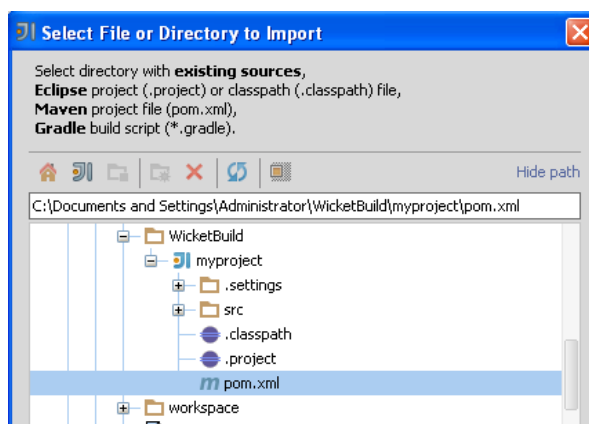 Select File or Directory to Import
Select directory with existing sources,
Eclipse project (.project) or classpath (.classpath) file,
Maven project file (pom.xml),
Gradle build script (*.gradle).
Hide path
C:\Documents and Settings\Administrator\WicketBuild\myproject\pom.xml
WicketBuild
myproject
.settings
src
.classpath
.project
pom.xml
workspace